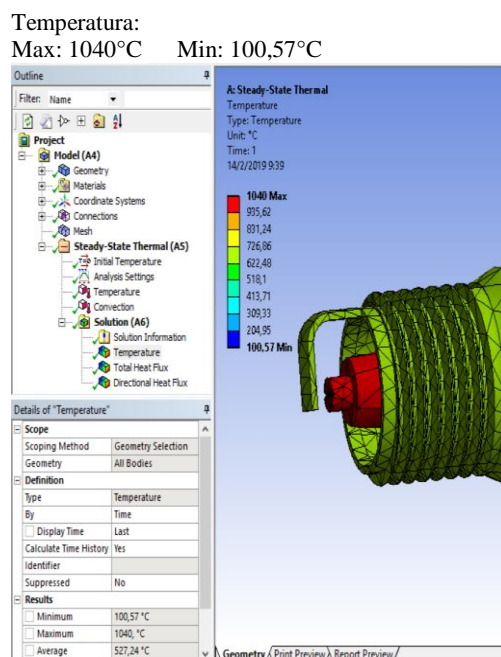 Temperatura:
Max: 1040°C Min: 100,57°C
Outline
Filter: Name
Project
Model (A4)
Geometry
Materials
Coordinate Systems
Connections
Mesh
Steady-State Thermal (A5)
Initial Temperature
Analysis Settings
Temperature
Convection
Solution (A6)
Solution Information
Temperature
Total Heat Flux
Directional Heat Flux
Details of "Temperature"
Scope
Scoping Method Geometry Selection
Geometry All Bodies
Definition
Type Temperature
By Time
Display Time Last
Calculate Time History Yes
Identifier
Suppressed No
Results
Minimum 100,57 °C
Maximum 1040, °C
Average 527,24 °C
A: Steady-State Thermal
Temperature
Type: Temperature
Unit: °C
Time: 1
14/2/2019 9:39
1040 Max
935,62
831,24
726,86
622,48
518,1
413,71
309,33
204,95
100,57 Min
Geometry Print Preview Report Preview